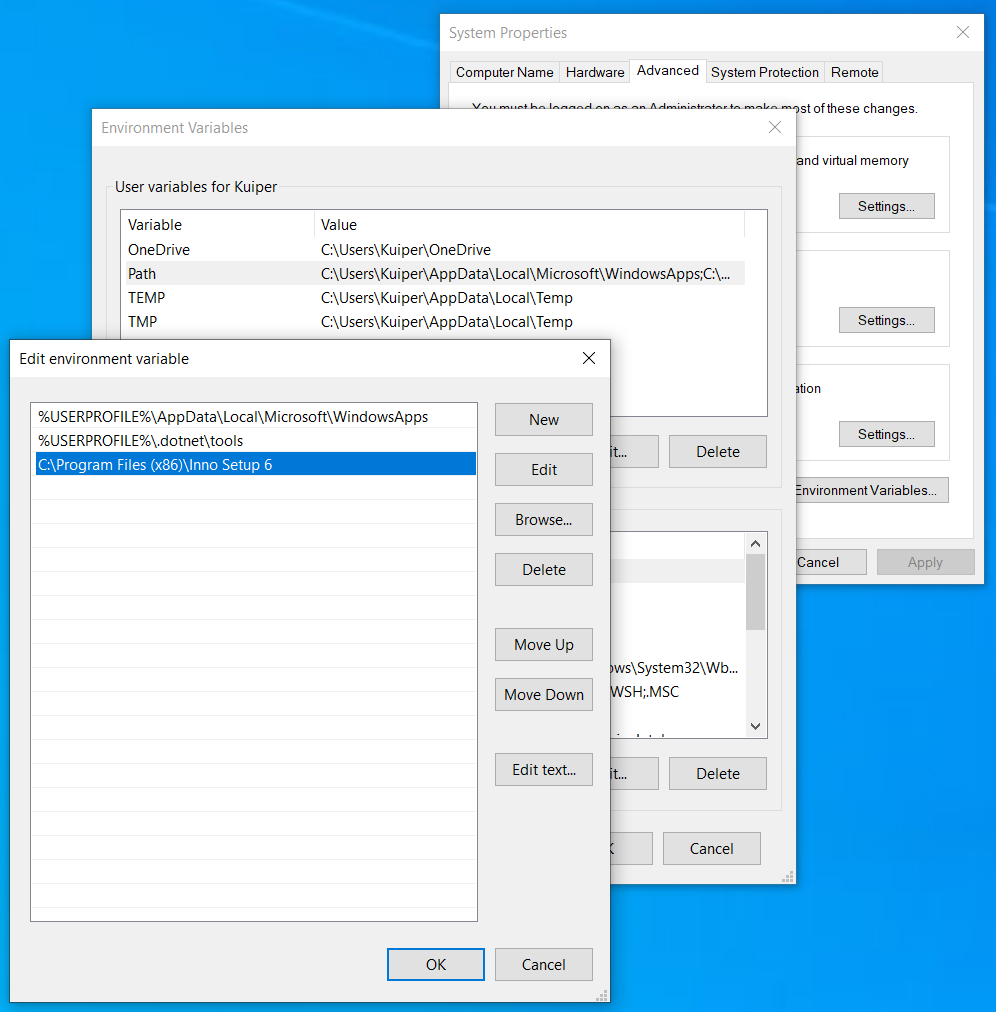 System Properties
Computer Name Hardware Advanced System Protection Remote
You must be logged on as an Administrator to make most of these changes.
and virtual memory
Settings...
Settings...
Settings...
Environment Variables...
Cancel Apply
Environment Variables
User variables for Kuiper
Variable Value
OneDrive C:\Users\Kuiper\OneDrive
Path C:\Users\Kuiper\AppData\Local\Microsoft\WindowsApps;C:\...
TEMP C:\Users\Kuiper\AppData\Local\Temp
TMP C:\Users\Kuiper\AppData\Local\Temp
Delete
ows\System32\Wb...
WSH;.MSC
Delete
Cancel
Edit environment variable
%USERPROFILE%\AppData\Local\Microsoft\WindowsApps
%USERPROFILE%\.dotnet\tools
C:\Program Files (x86)\Inno Setup 6
New
Edit
Browse...
Delete
Move Up
Move Down
Edit text...
OK Cancel